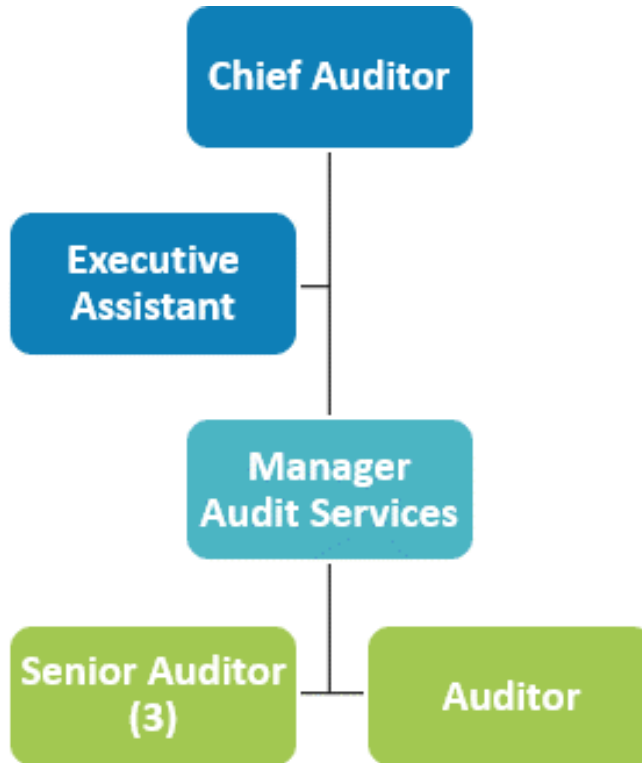 Chief Auditor
Executive
Assistant
Manager
Audit Services
Senior Auditor
(3)
Auditor